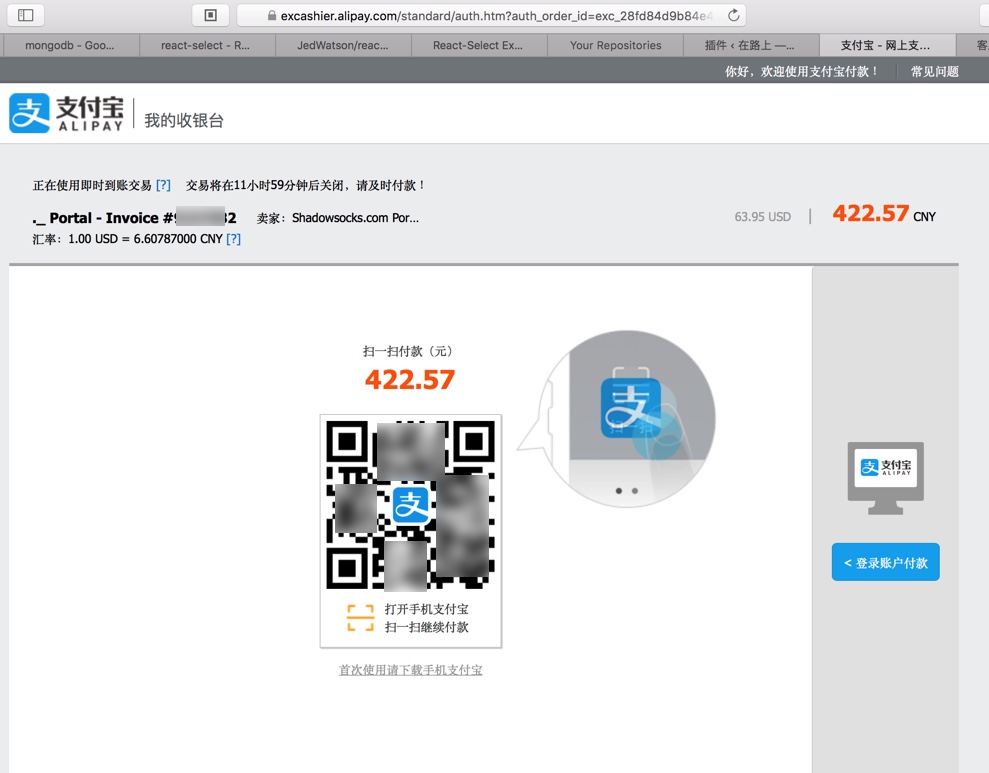 excashier.alipay.com/standard/auth.htm?auth_order_id=exc_28fd84d9b84e4
mongodb - Goo...
react-select - R...
JedWatson/reac...
React-Select Ex...
Your Repositories
插件 ‹ 在路上 —...
支付宝 - 网上支...
客
你好，欢迎使用支付宝付款！
常见问题
支付宝
ALIPAY
我的收银台
正在使用即时到账交易 [?] 交易将在11小时59分钟后关闭，请及时付款！
._ Portal - Invoice # 2 卖家：Shadowsocks.com Por...
63.95 USD | 422.57 CNY
汇率：1.00 USD = 6.60787000 CNY [?]
扫一扫付款（元）
422.57
支
扫一扫
支
支付宝
ALIPAY
< 登录账户付款
打开手机支付宝
扫一扫继续付款
首次使用请下载手机支付宝